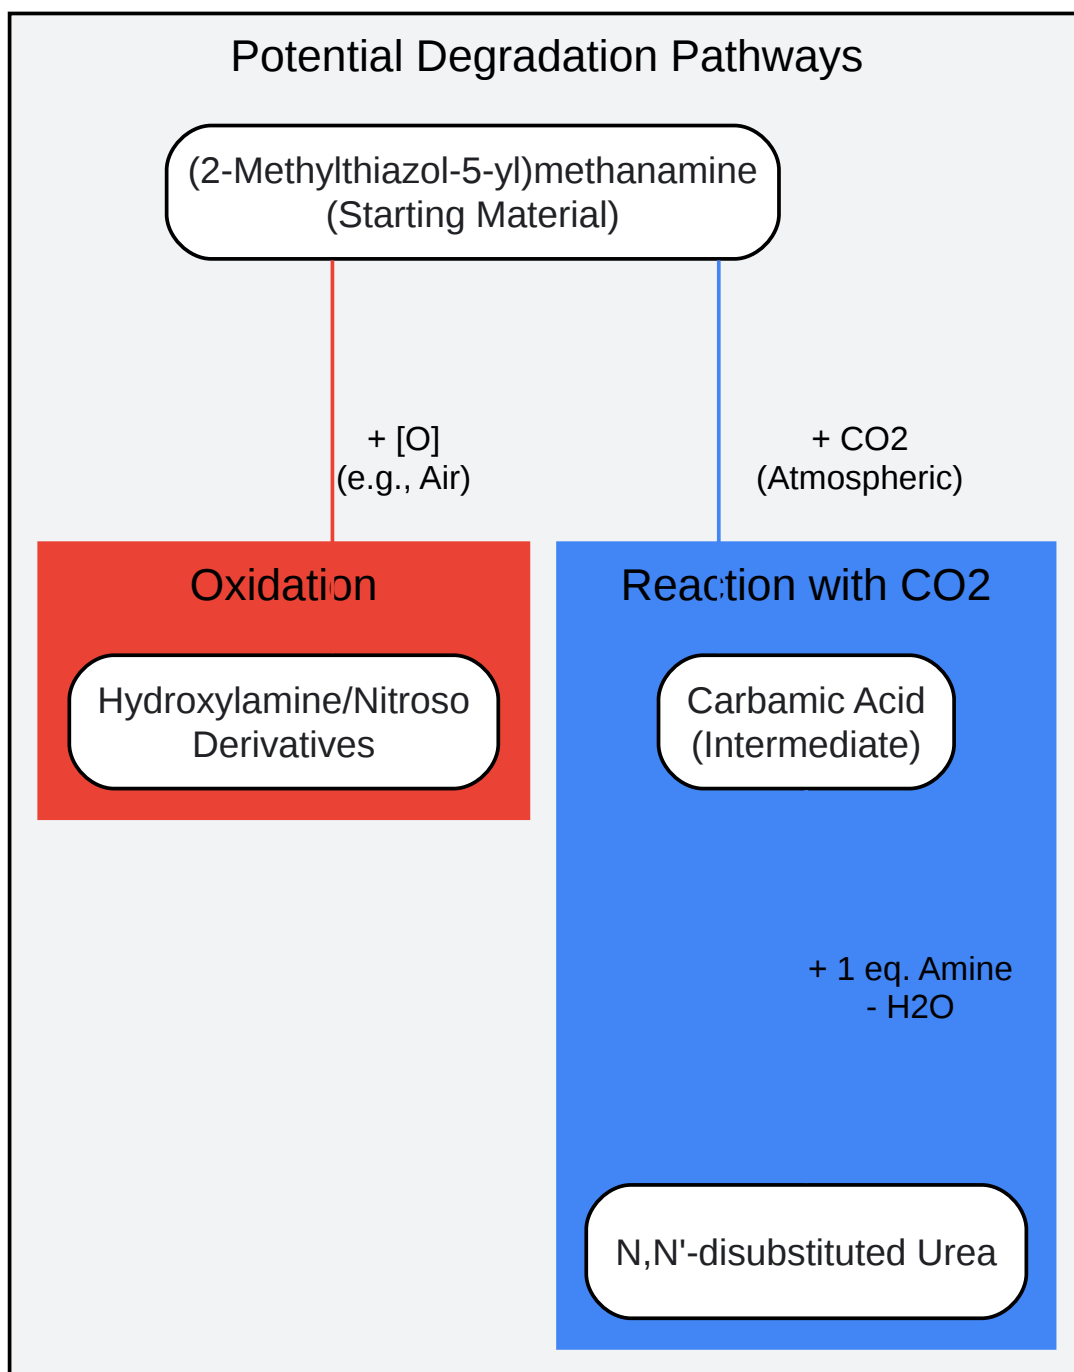 Potential Degradation Pathways
(2-Methylthiazol-5-yl)methanamine
(Starting Material)
+ [O]
(e.g., Air)
+ CO2
(Atmospheric)
Oxidation
Hydroxylamine/Nitroso
Derivatives
Reaction with CO2
Carbamic Acid
(Intermediate)
+ 1 eq. Amine
- H2O
N,N'-disubstituted Urea